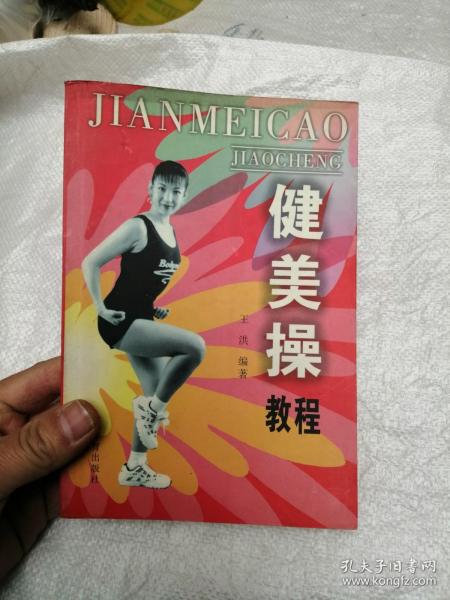 JIANMEICAO
JIAOCHENG
健美操
教程
王洪 编著
出版社
孔夫子旧书网
www.kongfz.com